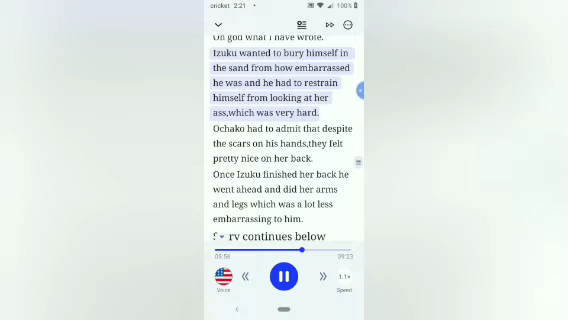 cricket 2:21
100%
Oh god what I have wrote.
Izuku wanted to bury himself in
the sand from how embarrassed
he was and he had to restrain
himself from looking at her
ass,which was very hard.
Ochako had to admit that despite
the scars on his hands,they felt
pretty nice on her back.
Once Izuku finished her back he
went ahead and did her arms
and legs which was a lot less
embarrassing to him.
ry continues below
05:56
09:23
1.1×
Voice
Speed